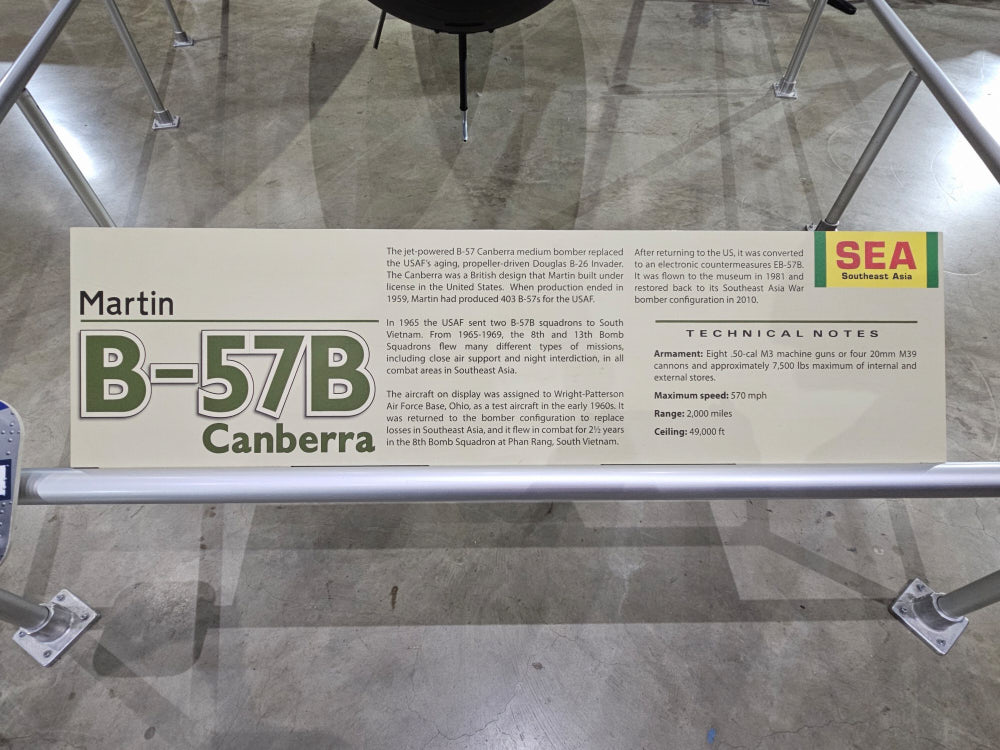 Martin
B-57B
Canberra
The jet-powered B-57 Canberra medium bomber replaced
the USAF's aging, propeller-driven Douglas B-26 Invader.
The Canberra was a British design that Martin built under
license in the United States. When production ended in
1959, Martin had produced 403 B-57s for the USAF.
In 1965 the USAF sent two B-57B squadrons to South
Vietnam. From 1965-1969, the 8th and 13th Bomb
Squadrons flew many different types of missions,
including close air support and night interdiction, in all
combat areas in Southeast Asia.
The aircraft on display was assigned to Wright-Patterson
Air Force Base, Ohio, as a test aircraft in the early 1960s. It
was returned to the bomber configuration to replace
losses in Southeast Asia, and it flew in combat for 2½ years
in the 8th Bomb Squadron at Phan Rang, South Vietnam.
After returning to the US, it was converted
to an electronic countermeasures EB-57B.
It was flown to the museum in 1981 and
restored back to its Southeast Asia War
bomber configuration in 2010.
SEA
Southeast Asia
TECHNICAL NOTES
Armament: Eight .50-cal M3 machine guns or four 20mm M39
cannons and approximately 7,500 lbs maximum of internal and
external stores.
Maximum speed: 570 mph
Range: 2,000 miles
Ceiling: 49,000 ft